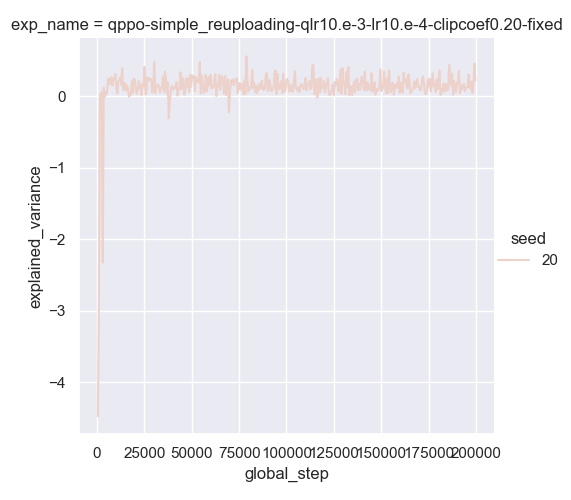 exp_name = qppo-simple_reuploading-qlr10.e-3-lr10.e-4-clipcoef0.20-fixed
explained_variance
0
−1
−2
−3
−4
seed
20
0 25000 50000 75000 100000 125000 150000 175000 200000
global_step